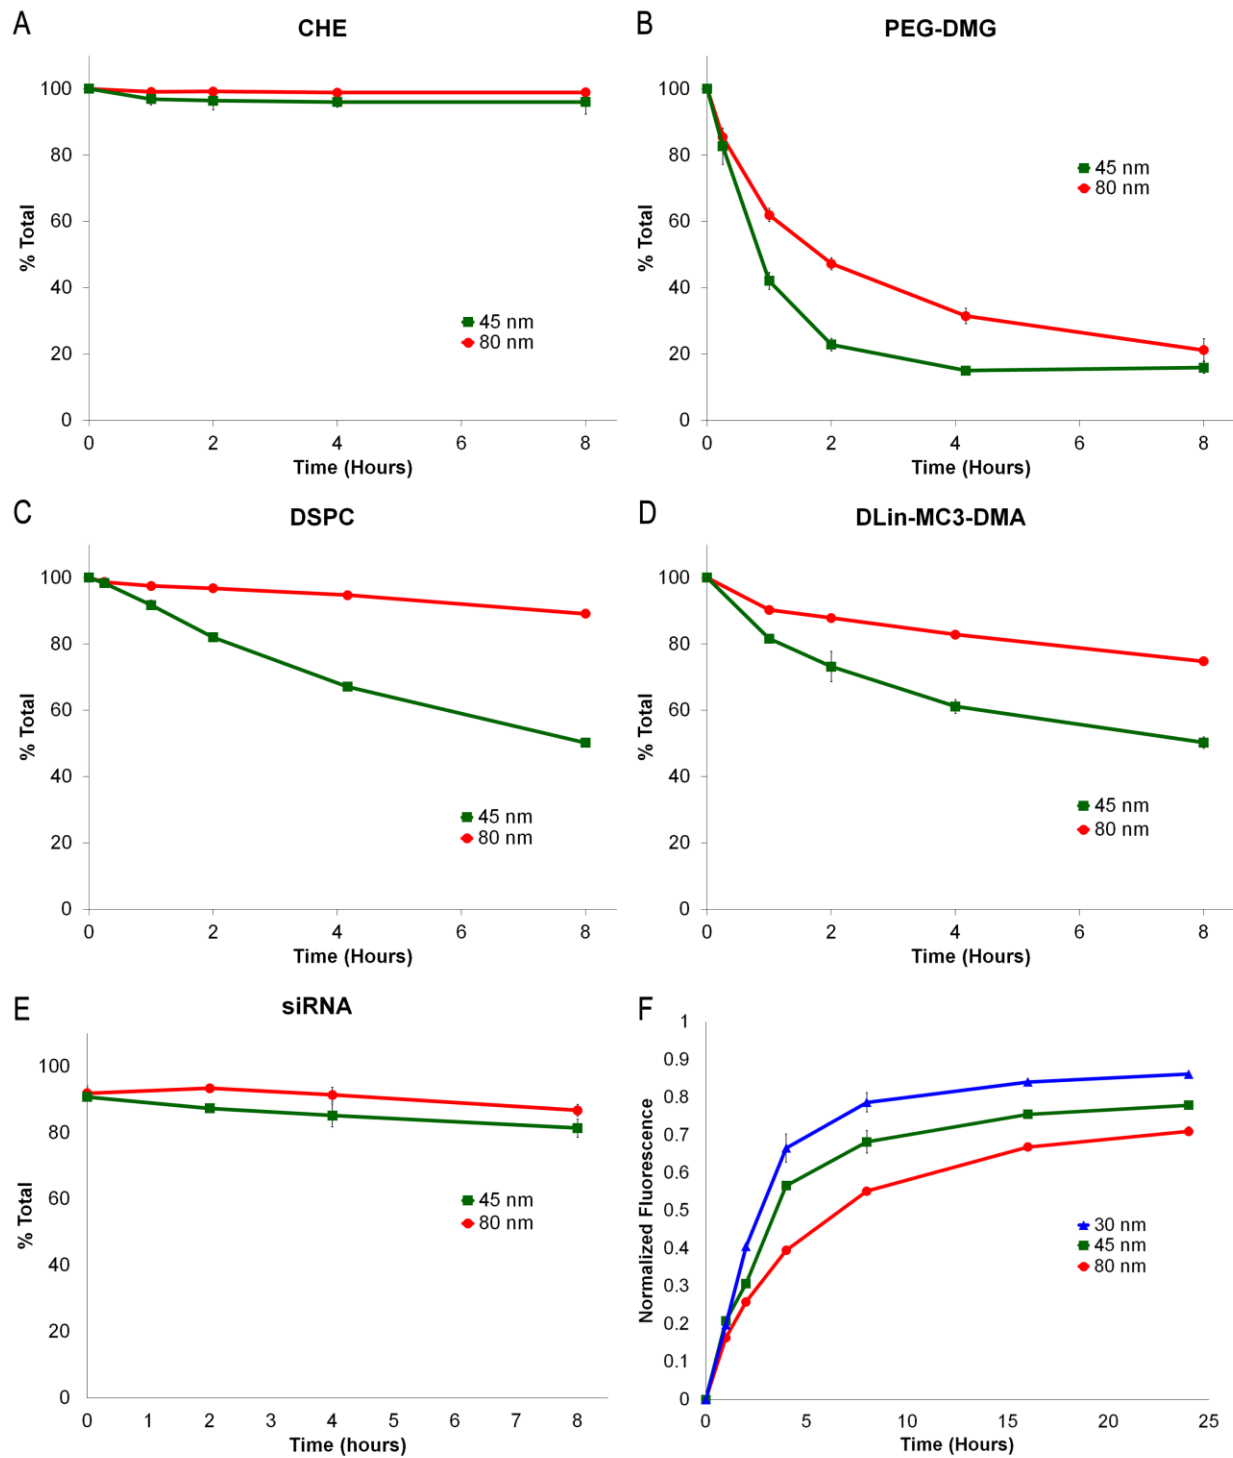 A
CHE
% Total
100
80
60
40
20
0
45 nm
80 nm
0 2 4 6 8
Time (Hours)
B
PEG-DMG
% Total
100
80
60
40
20
0
45 nm
80 nm
0 2 4 6 8
Time (Hours)
C
DSPC
% Total
100
80
60
40
20
0
45 nm
80 nm
0 2 4 6 8
Time (Hours)
D
DLin-MC3-DMA
% Total
100
80
60
40
20
0
45 nm
80 nm
0 2 4 6 8
Time (Hours)
E
siRNA
% Total
100
80
60
40
20
0
45 nm
80 nm
0 1 2 3 4 5 6 7 8
Time (hours)
F
Normalized Fluorescence
1
0.9
0.8
0.7
0.6
0.5
0.4
0.3
0.2
0.1
0
30 nm
45 nm
80 nm
0 5 10 15 20 25
Time (Hours)